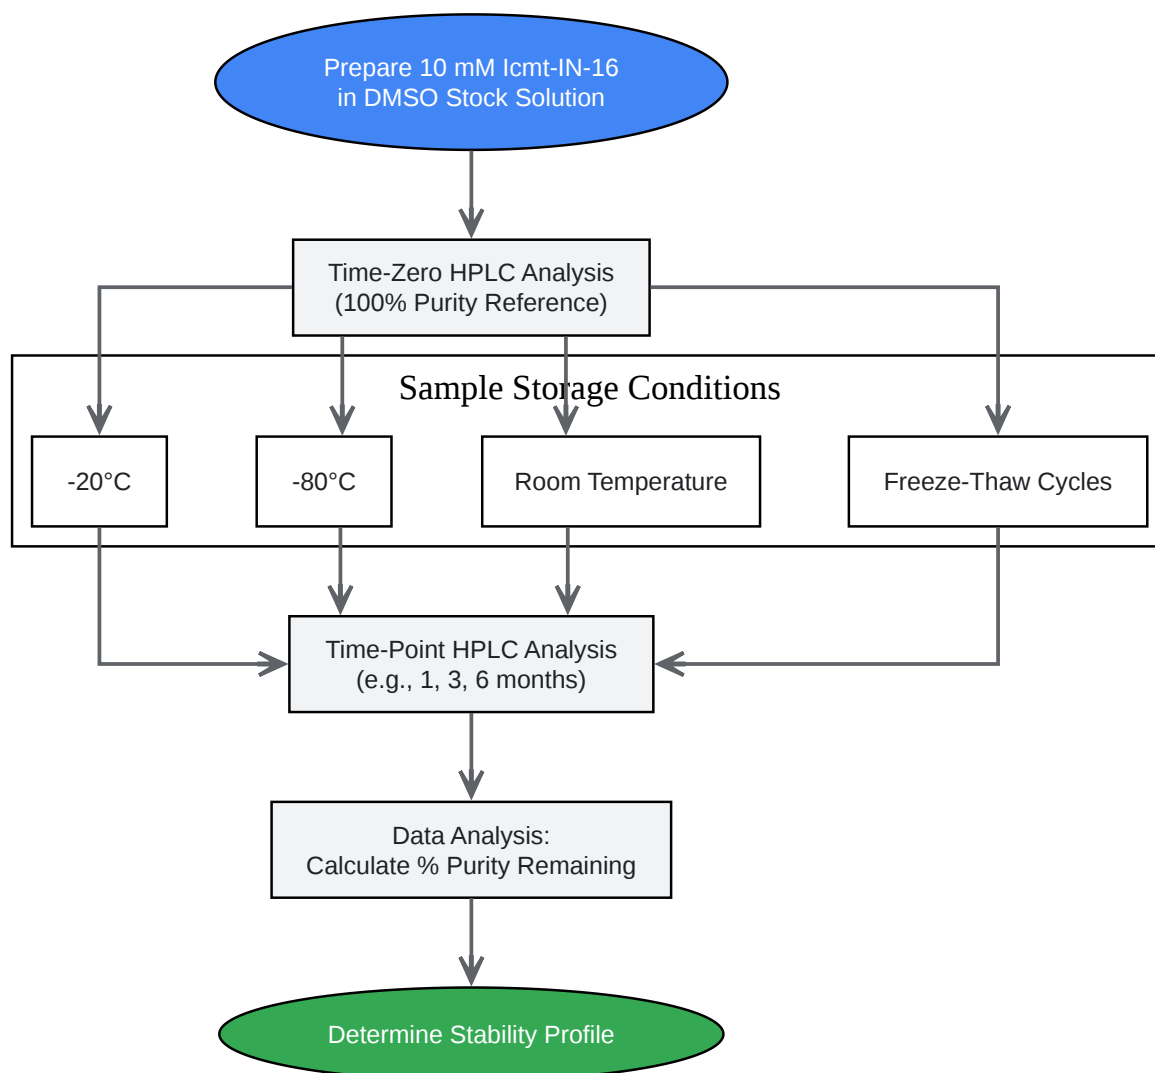 Prepare 10 mM Icmt-IN-16
in DMSO Stock Solution
Time-Zero HPLC Analysis
(100% Purity Reference)
Sample Storage Conditions
-20°C
-80°C
Room Temperature
Freeze-Thaw Cycles
Time-Point HPLC Analysis
(e.g., 1, 3, 6 months)
Data Analysis:
Calculate % Purity Remaining
Determine Stability Profile